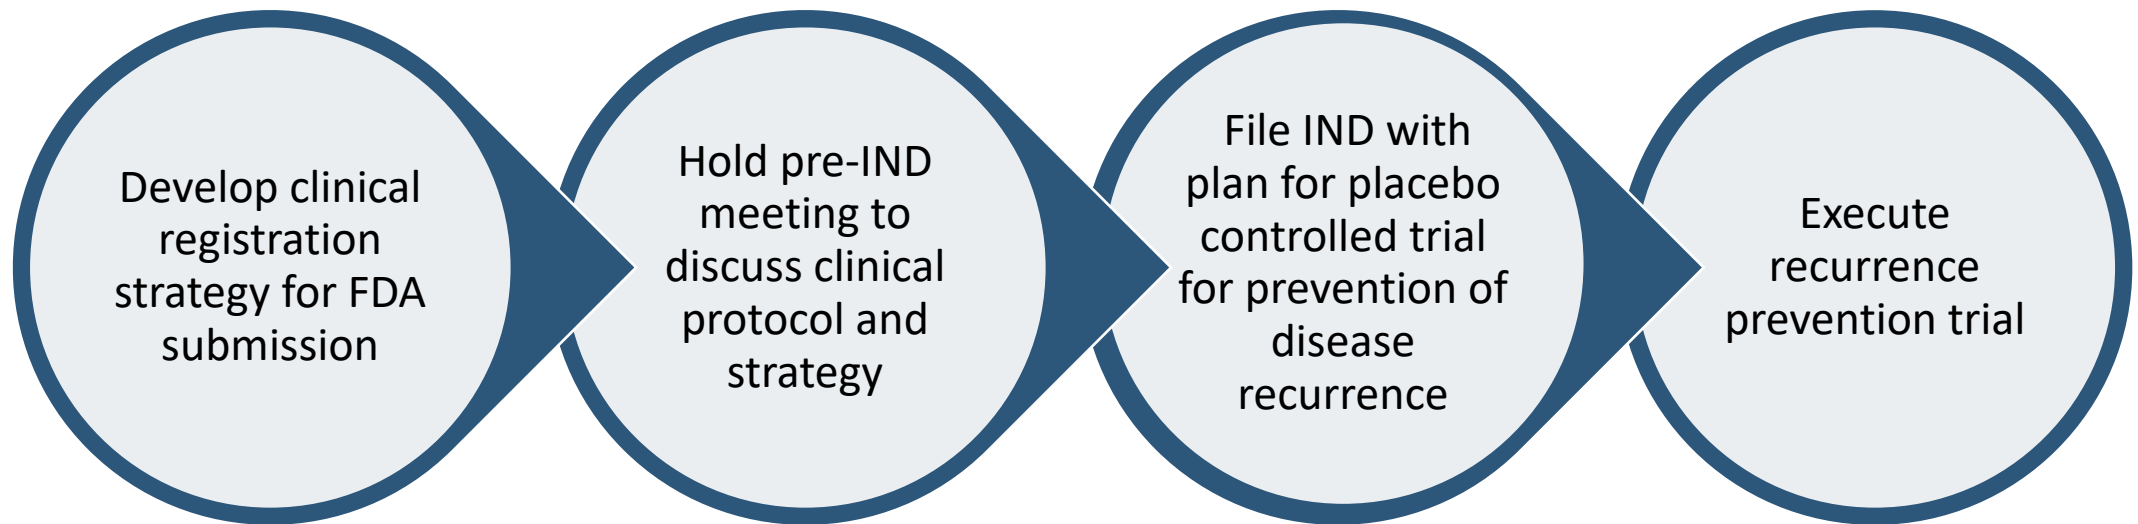 Develop clinical
registration
strategy for FDA
submission
Hold pre-IND
meeting to
discuss clinical
protocol and
strategy
File IND with
plan for placebo
controlled trial
for prevention of
disease
recurrence
Execute
recurrence
prevention trial